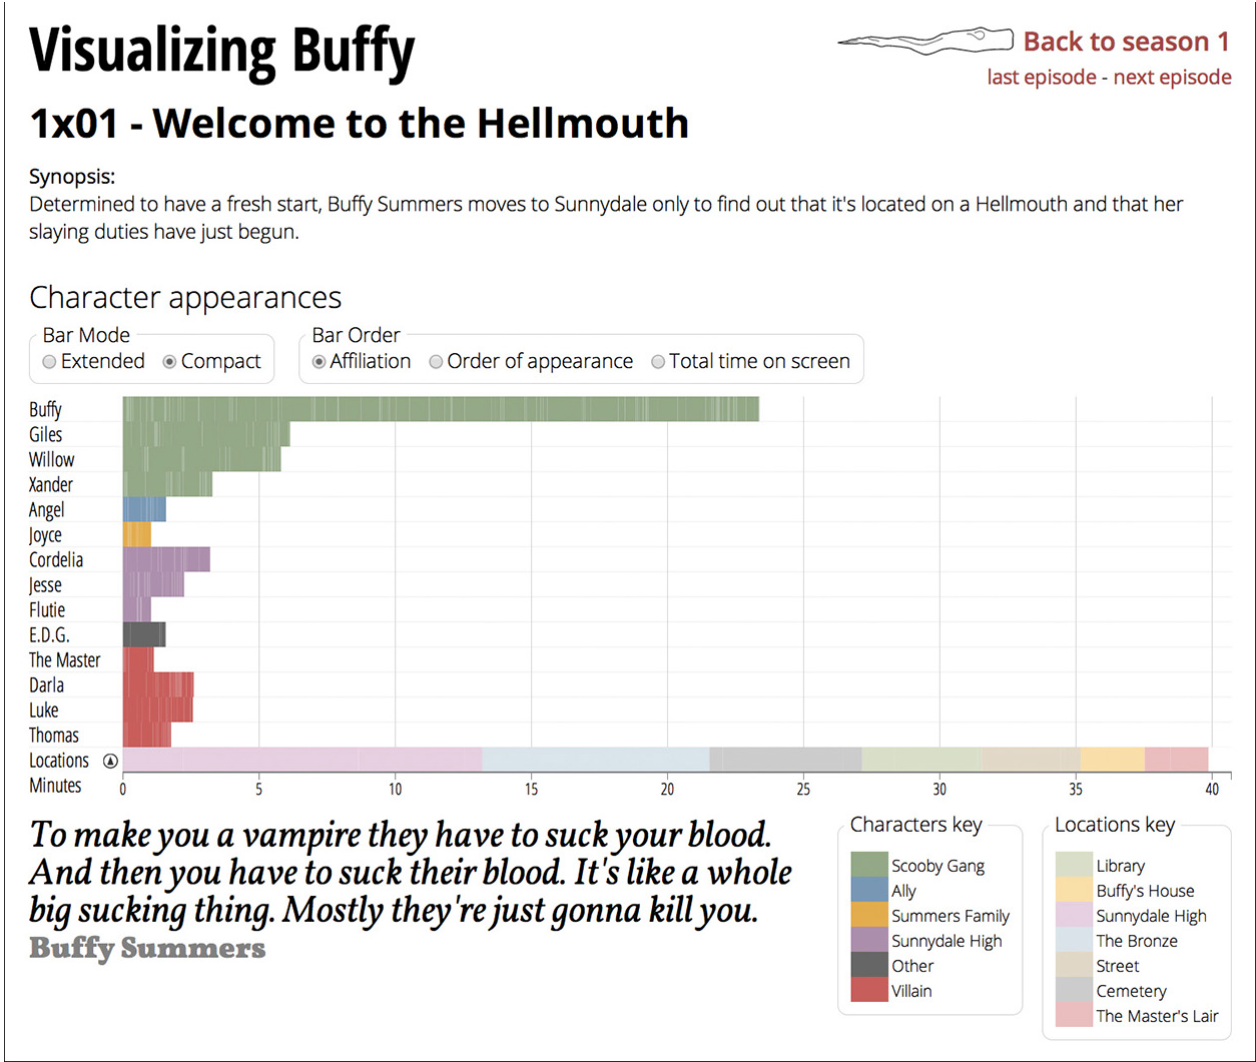 Visualizing Buffy
Back to season 1
last episode - next episode
1x01 - Welcome to the Hellmouth
Synopsis:
Determined to have a fresh start, Buffy Summers moves to Sunnydale only to find out that it's located on a Hellmouth and that her
slaying duties have just begun.
Character appearances
Bar Mode
Extended Compact
Bar Order
Affiliation Order of appearance Total time on screen
Buffy
Giles
Willow
Xander
Angel
Joyce
Cordelia
Jesse
Flutie
E.D.G.
The Master
Darla
Luke
Thomas
Locations
Minutes 0 5 10 15 20 25 30 35 40
To make you a vampire they have to suck your blood.
And then you have to suck their blood. It's like a whole
big sucking thing. Mostly they're just gonna kill you.
Buffy Summers
Characters key
Scooby Gang
Ally
Summers Family
Sunnydale High
Other
Villain
Locations key
Library
Buffy's House
Sunnydale High
The Bronze
Street
Cemetery
The Master's Lair